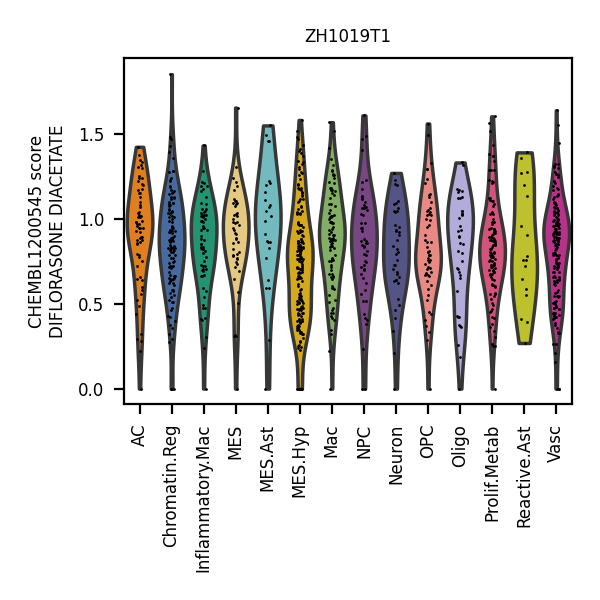 ZH1019T1
CHEMBL1200545 score
DIFLORASONE DIACETATE
1.5
1.0
0.5
0.0
AC
Chromatin.Reg
Inflammatory.Mac
MES
MES.Ast
MES.Hyp
Mac
NPC
Neuron
OPC
Oligo
Prolif.Metab
Reactive.Ast
Vasc